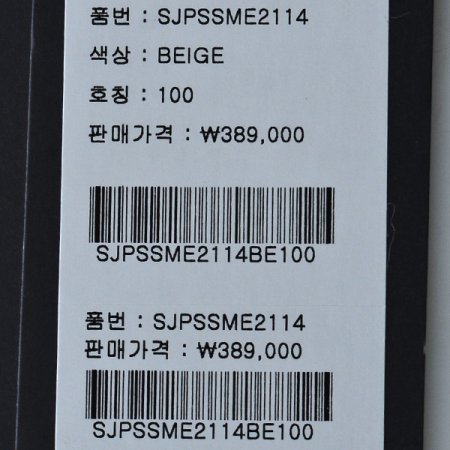 품번 : SJPSSME2114
색상 : BEIGE
호칭 : 100
판매가격 : ₩389,000
SJPSSME2114BE100
품번 : SJPSSME2114
판매가격 : ₩389,000
SJPSSME2114BE100